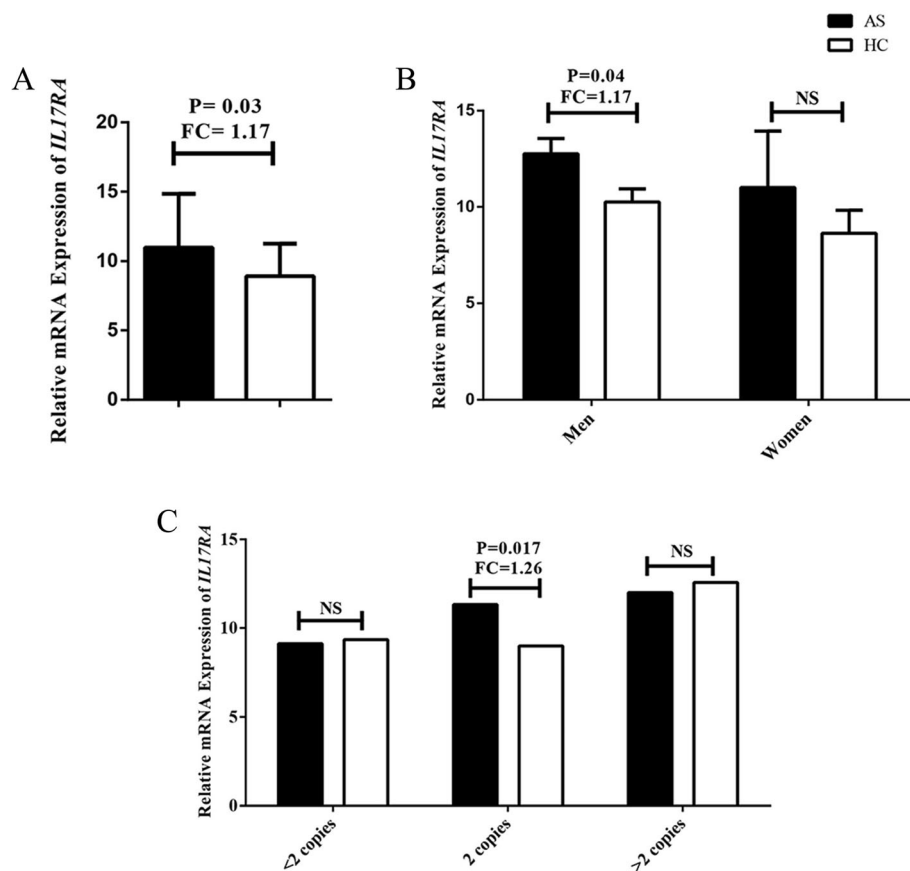 AS
HC
A
Relative mRNA Expression of IL17RA
P= 0.03
FC= 1.17
20
15
10
5
0
B
Relative mRNA Expression of IL17RA
P=0.04
FC=1.17
NS
15
10
5
0
Men
Women
C
Relative mRNA Expression of IL17RA
NS
P=0.017
FC=1.26
NS
15
10
5
0
<2 copies
2 copies
>2 copies